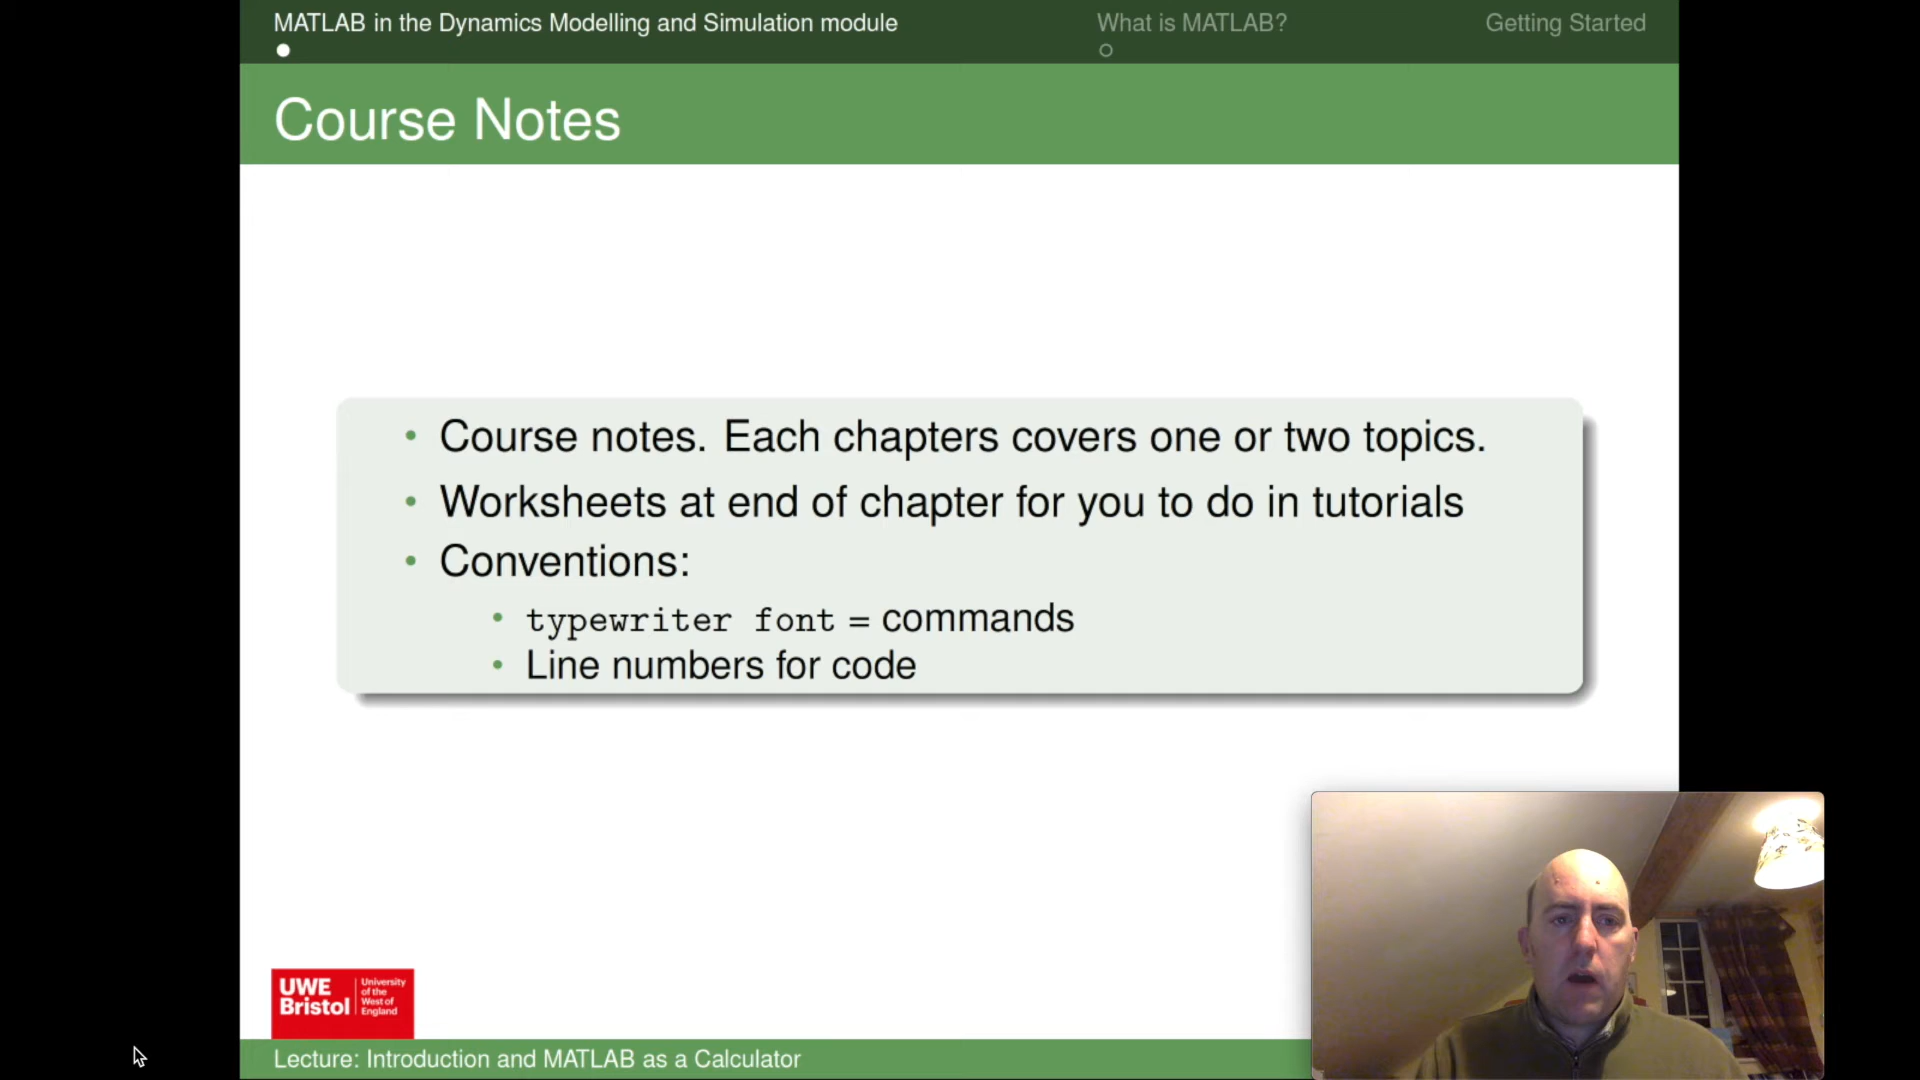 MATLAB in the Dynamics Modelling and Simulation module
What is MATLAB?
Getting Started
Course Notes
Course notes. Each chapters covers one or two topics.
Worksheets at end of chapter for you to do in tutorials
Conventions:
typewriter font = commands
Line numbers for code
UWE
Bristol
University
of the
West of
England
Lecture: Introduction and MATLAB as a Calculator